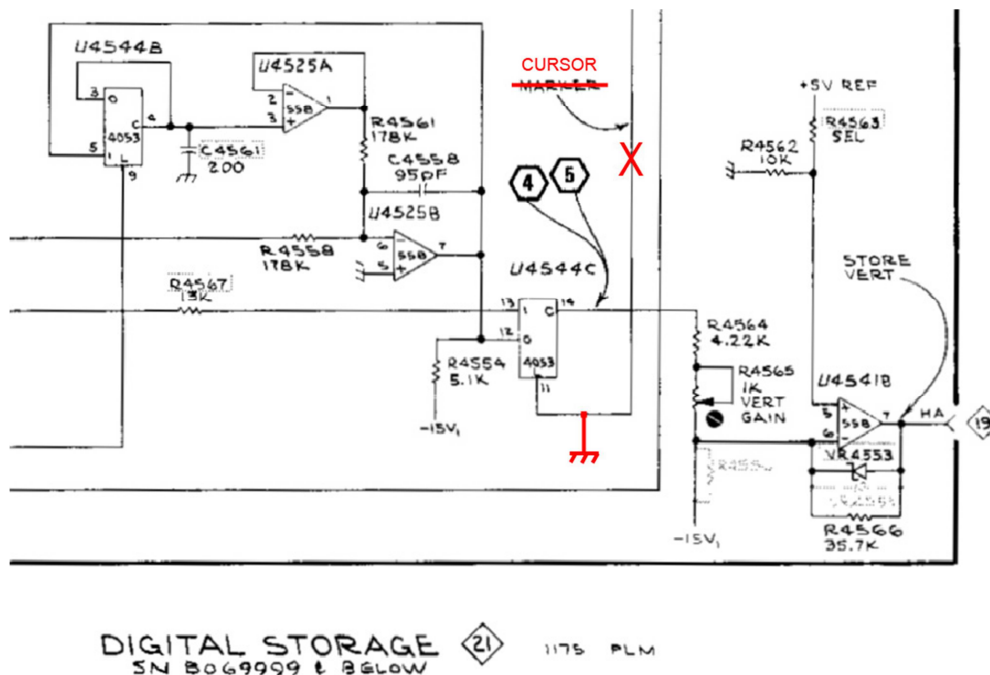 U4544B
3
0
C
4
4053
5
1
L
9
C4561
200
U4525A
2
3
-
+
558
1
R4561
178K
C4558
95pF
CURSOR
MARKER
X
4
5
U4525B
6
5
-
+
558
7
R4558
178K
R4567
13K
U4544C
13
1
C
14
12
0
4053
11
R4554
5.1K
-15V1
+5V REF
R4563
SEL
R4562
10K
STORE
VERT
R4564
4.22K
R4565
1K
VERT
GAIN
U4541B
5
+
6
-
558
7
HA
19
VR4553
R4566
35.7K
-15V1
DIGITAL STORAGE 21 1175 PLM
SN B069999 & BELOW